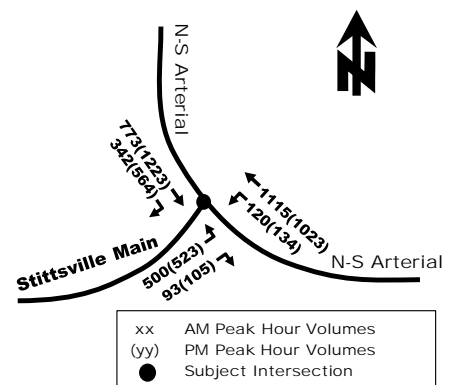 N-S Arterial
N
773(1223)
342(564)
1115(1023)
120(134)
Stittsville Main
500(523)
93(105)
N-S Arterial
xx AM Peak Hour Volumes
(yy) PM Peak Hour Volumes
Subject Intersection